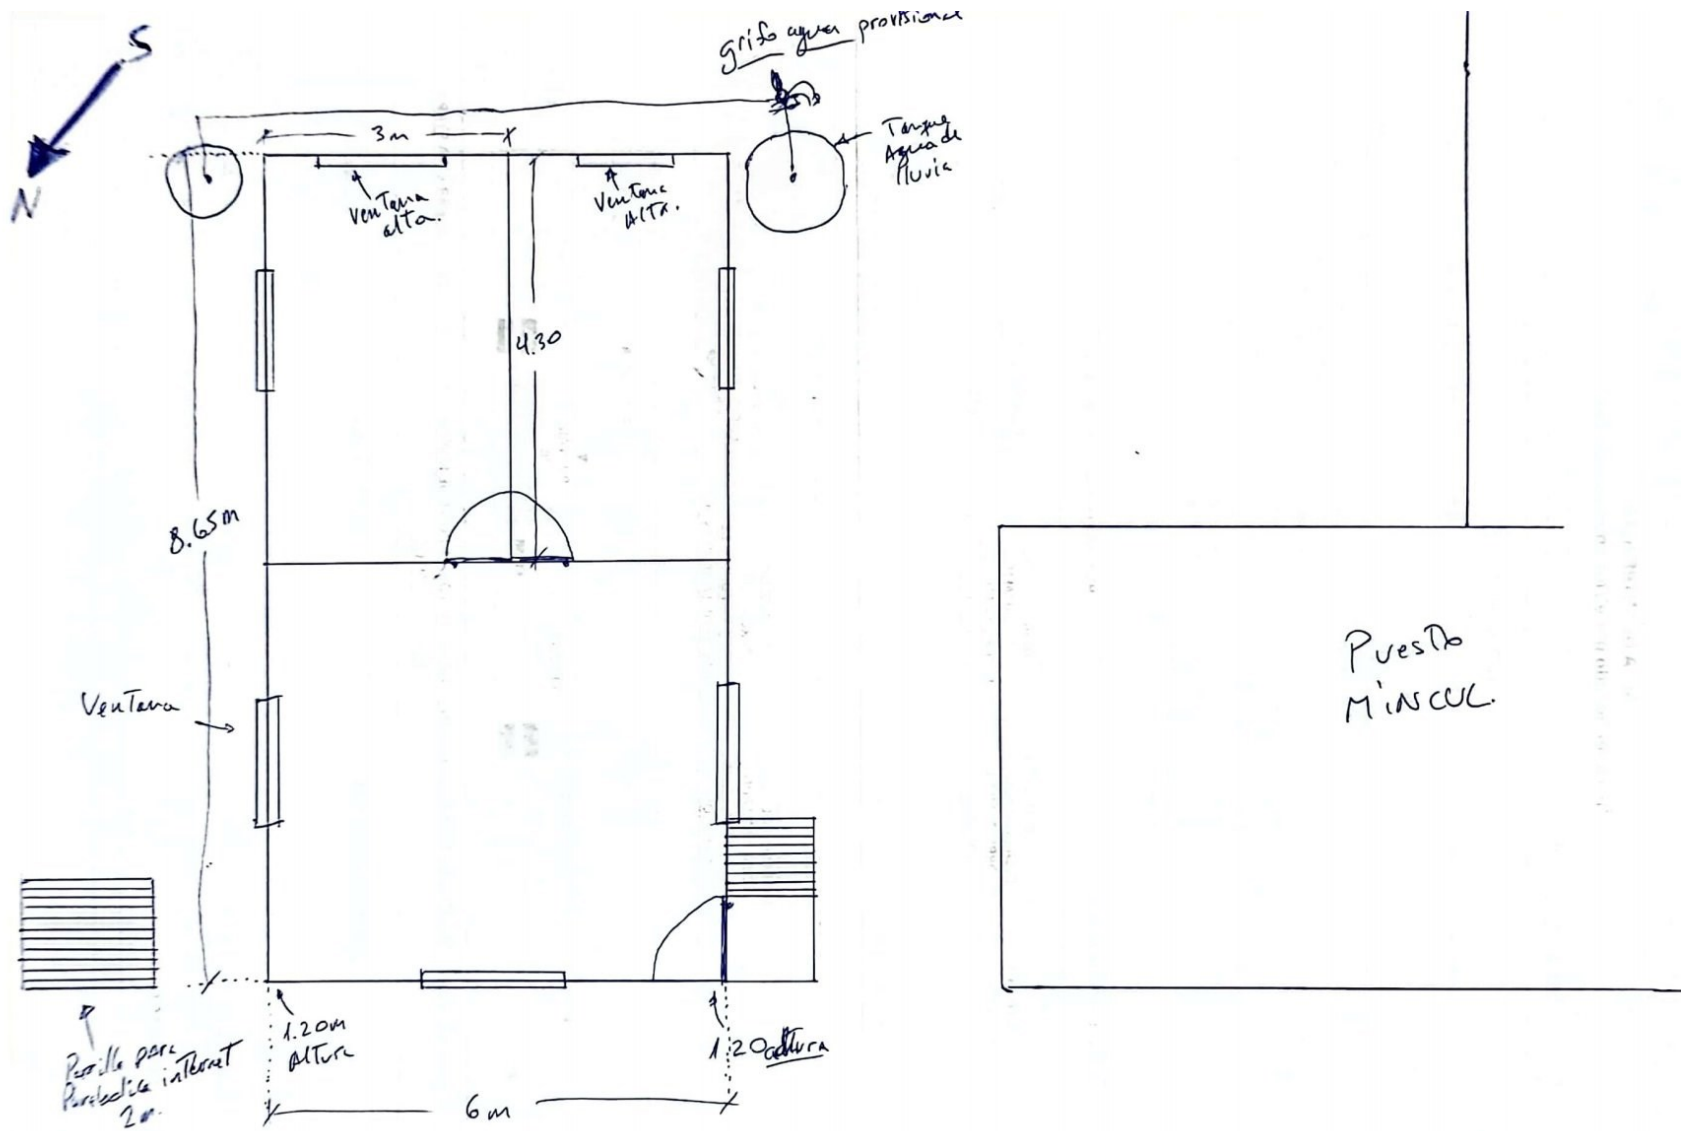 S
N
grifo agua provisional
3m
Tanque
Agua de
lluvia
Ventana
alta.
Ventana
Alta.
4.30
8.65m
Ventana
Puesto
MINCUL.
1.20m
Altura
1.20 altura
Parrilla para
Parabolica internet
2m.
6m